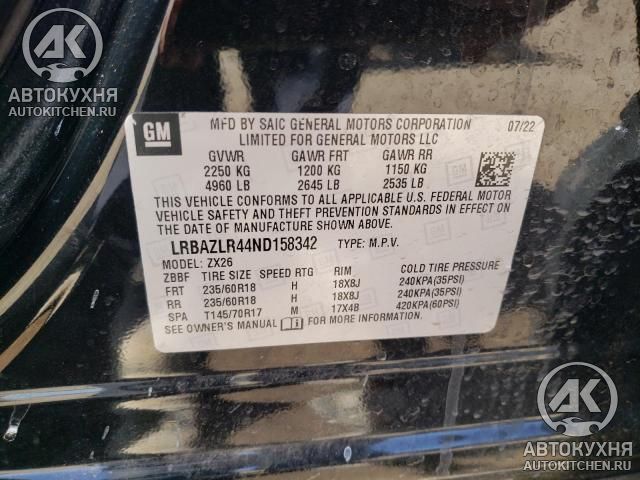 АК
АВТОКУХНЯ
AUTOKITCHEN.RU
GM
MFD BY SAIC GENERAL MOTORS CORPORATION 07/22
LIMITED FOR GENERAL MOTORS LLC
GVWR GAWR FRT GAWR RR
2250 KG 1200 KG 1150 KG
4960 LB 2645 LB 2535 LB
THIS VEHICLE CONFORMS TO ALL APPLICABLE U.S. FEDERAL MOTOR
VEHICLE SAFETY AND THEFT PREVENTION STANDARDS IN EFFECT ON
THE DATE OF MANUFACTURE SHOWN ABOVE.
LRBAZLR44ND158342 TYPE: M.P.V.
MODEL: ZX26
ZBBF TIRE SIZE SPEED RTG RIM COLD TIRE PRESSURE
FRT 235/60R18 H 18X8J 240KPA(35PSI)
RR 235/60R18 H 18X8J 240KPA(35PSI)
SPA T145/70R17 M 17X4B 420KPA(60PSI)
SEE OWNER'S MANUAL FOR MORE INFORMATION.
АК
АВТОКУХНЯ
AUTOKITCHEN.RU